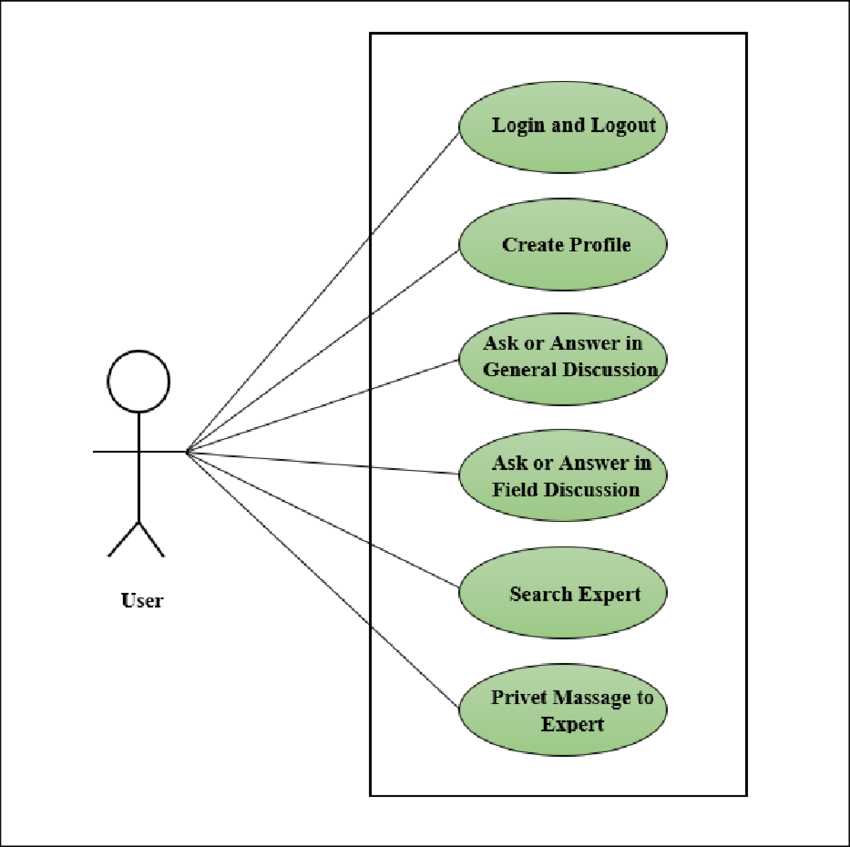 Login and Logout
Create Profile
Ask or Answer in
General Discussion
Ask or Answer in
Field Discussion
Search Expert
Privet Massage to
Expert
User